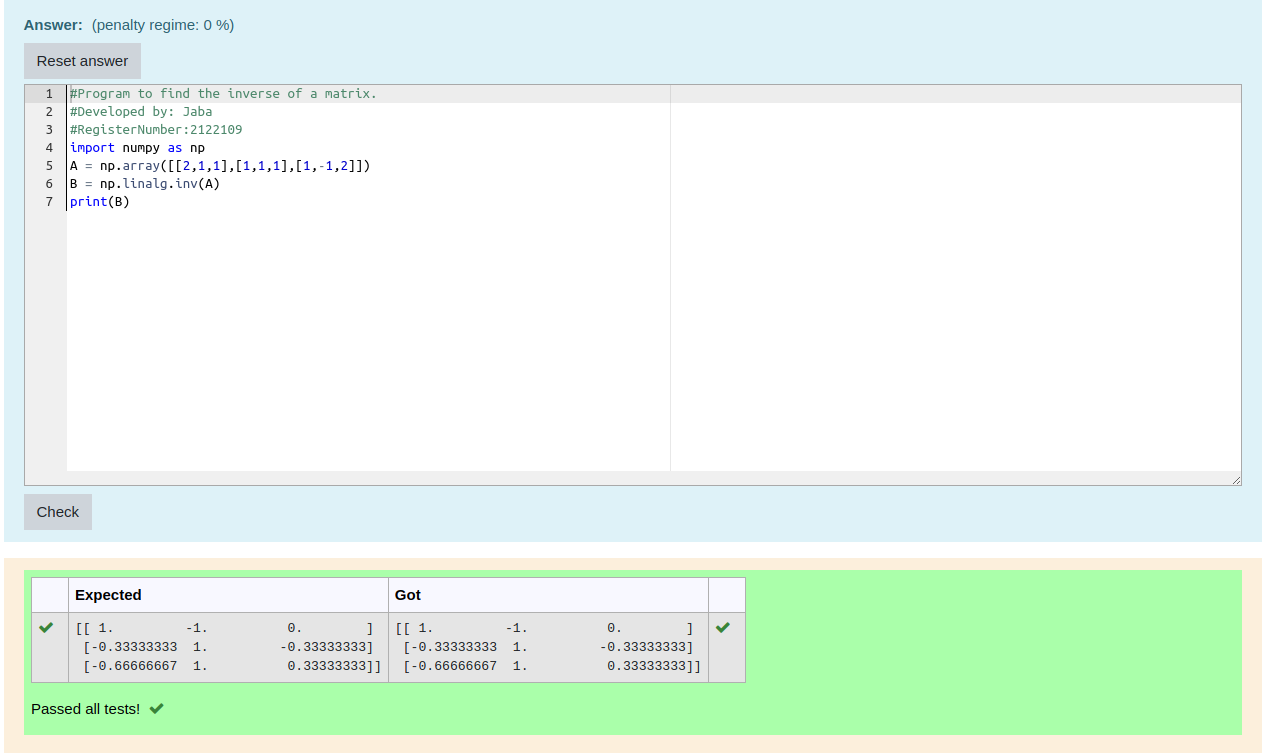 Answer: (penalty regime: 0 %)
Reset answer
1 #Program to find the inverse of a matrix.
2 #Developed by: Jaba
3 #RegisterNumber:2122109
4 import numpy as np
5 A = np.array([[2,1,1],[1,1,1],[1,-1,2]])
6 B = np.linalg.inv(A)
7 print(B)
Check
Expected Got
[[ 1. -1. 0. ] [[ 1. -1. 0. ]
[-0.33333333 1. -0.33333333] [-0.33333333 1. -0.33333333]
[-0.66666667 1. 0.33333333]] [-0.66666667 1. 0.33333333]]
Passed all tests!